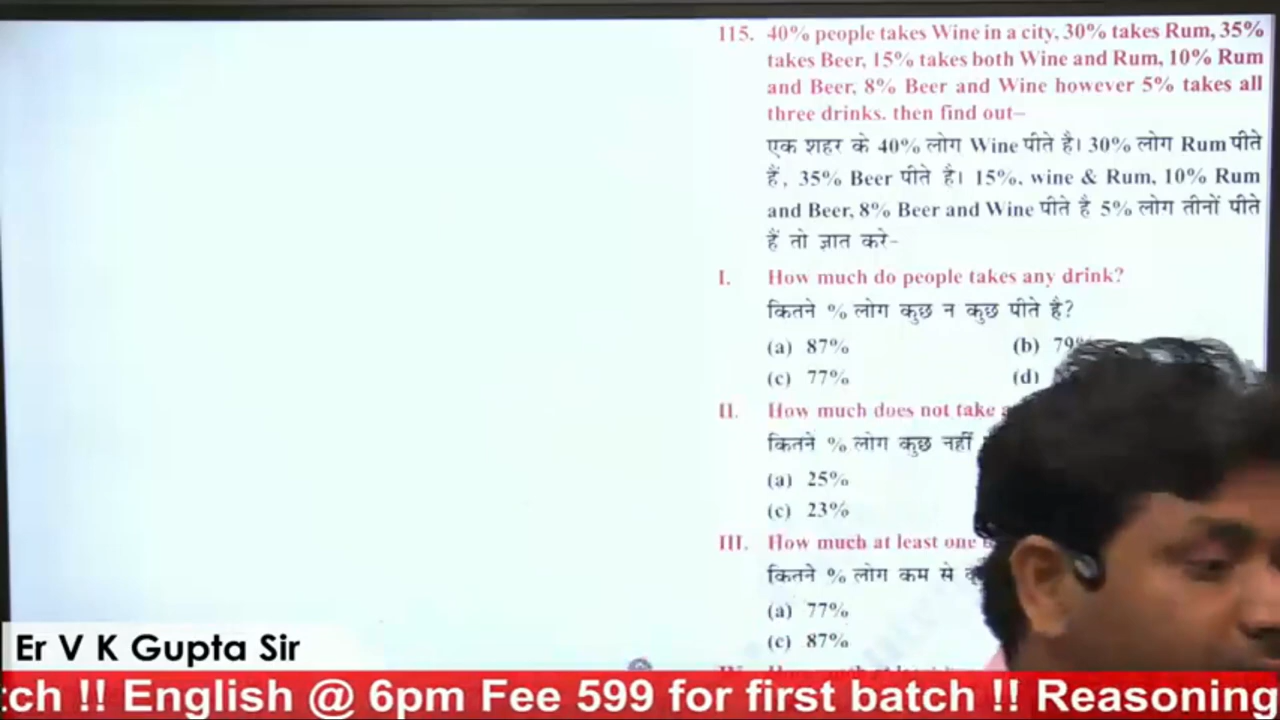 115. 40% people takes Wine in a city, 30% takes Rum, 35%
takes Beer, 15% takes both Wine and Rum, 10% Rum
and Beer, 8% Beer and Wine however 5% takes all
three drinks. then find out–
एक शहर के 40% लोग Wine पीते है। 30% लोग Rum पीते
हैं, 35% Beer पीते है। 15%. wine & Rum, 10% Rum
and Beer, 8% Beer and Wine पीते है 5% लोग तीनों पीते
हैं तो ज्ञात करे–
I. How much do people takes any drink?
कितने % लोग कुछ न कुछ पीते है?
(a) 87% (b) 79%
(c) 77% (d)
II. How much does not take
कितने % लोग कुछ नहीं
(a) 25%
(c) 23%
III. How much at least one
कितने % लोग कम से
(a) 77%
(c) 87%
Er V K Gupta Sir
tch !! English @ 6pm Fee 599 for first batch !! Reasoning